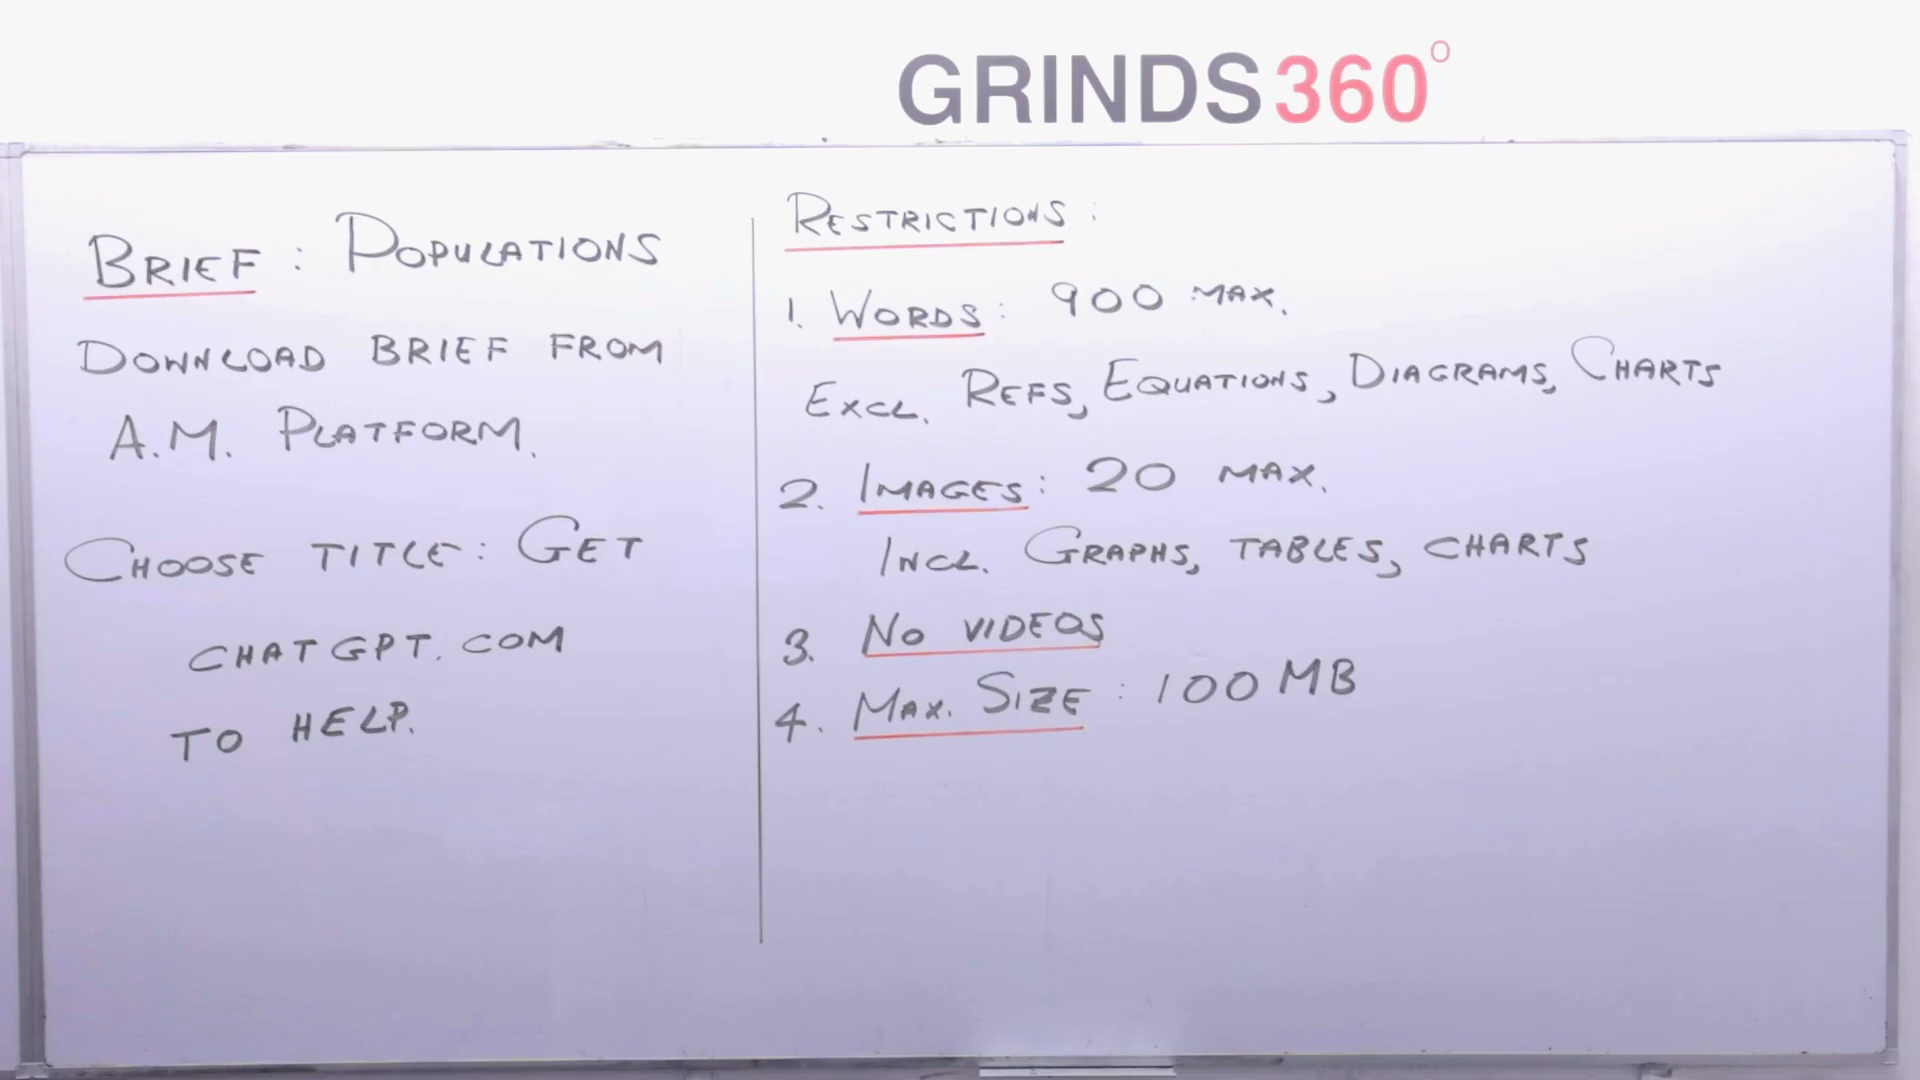 GRINDS360°
BRIEF: POPULATIONS
DOWNLOAD BRIEF FROM
A.M. PLATFORM.
CHOOSE TITLE: GET
CHATGPT.COM
TO HELP.
RESTRICTIONS:
1. WORDS: 900 MAX.
EXCL. REFS, EQUATIONS, DIAGRAMS, CHARTS
2. IMAGES: 20 MAX.
INCL. GRAPHS, TABLES, CHARTS
3. NO VIDEOS
4. MAX. SIZE: 100 MB